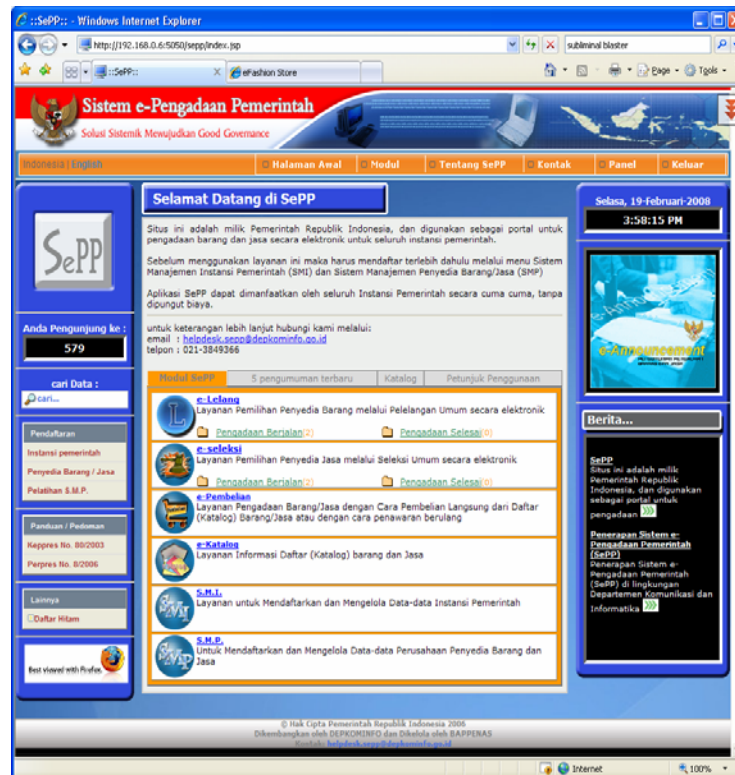 ::SePP:: - Windows Internet Explorer
http://192.168.0.6:5050/sepp/index.jsp
subliminal blaster
::SePP::
eFashion Store
Page
Tools
Sistem e-Pengadaan Pemerintah
Solusi Sistemik Mewujudkan Good Governance
Indonesia | English
Halaman Awal
Modul
Tentang SePP
Kontak
Panel
Keluar
SePP
Anda Pengunjung ke :
579
cari Data :
cari...
Pendaftaran
Instansi pemerintah
Penyedia Barang / Jasa
Pelatihan S.M.P.
Panduan / Pedoman
Keppres No. 80/2003
Perpres No. 8/2006
Lainnya
Daftar Hitam
Best viewed with Firefox
Selamat Datang di SePP
Situs ini adalah milik Pemerintah Republik Indonesia, dan digunakan sebagai portal untuk
pengadaan barang dan jasa secara elektronik untuk seluruh instansi pemerintah.
Sebelum menggunakan layanan ini maka harus mendaftar terlebih dahulu melalui menu Sistem
Manajemen Instansi Pemerintah (SMI) dan Sistem Manajemen Penyedia Barang/Jasa (SMP)
Aplikasi SePP dapat dimanfaatkan oleh seluruh Instansi Pemerintah secara cuma cuma, tanpa
dipungut biaya.
untuk keterangan lebih lanjut hubungi kami melalui:
email : helpdesk.sepp@depkominfo.go.id
telpon : 021-3849366
Modul SePP
5 pengumuman terbaru
Katalog
Petunjuk Penggunaan
L
e-Lelang
Layanan Pemilihan Penyedia Barang melalui Pelelangan Umum secara elektronik
Pengadaan Berjalan(2)
Pengadaan Selesai(0)
e-seleksi
Layanan Pemilihan Penyedia Jasa melalui Seleksi Umum secara elektronik
Pengadaan Berjalan(2)
Pengadaan Selesai(0)
e-Pembelian
Layanan Pengadaan Barang/Jasa dengan Cara Pembelian Langsung dari Daftar
(Katalog) Barang/Jasa atau dengan cara penawaran berulang
e-Katalog
Layanan Informasi Daftar (Katalog) barang dan Jasa
SMI
S.M.I.
Layanan untuk Mendaftarkan dan Mengelola Data-data Instansi Pemerintah
SMP
S.M.P.
Untuk Mendaftarkan dan Mengelola Data-data Perusahaan Penyedia Barang dan
Jasa
Selasa, 19-Februari-2008
3:58:15 PM
e-Announcement
Berita...
SePP
Situs ini adalah milik
Pemerintah Republik
Indonesia, dan digunakan
sebagai portal untuk
pengadaan
Penerapan Sistem e-
Pengadaan Pemerintah
(SePP)
Penerapan Sistem e-
Pengadaan Pemerintah
(SePP) di lingkungan
Departemen Komunikasi dan
Informatika
© Hak Cipta Pemerintah Republik Indonesia 2006
Dikembangkan oleh DEPKOMINFO dan Dikelola oleh BAPPENAS
Kontak: helpdesk.sepp@depkominfo.go.id
Internet
100%